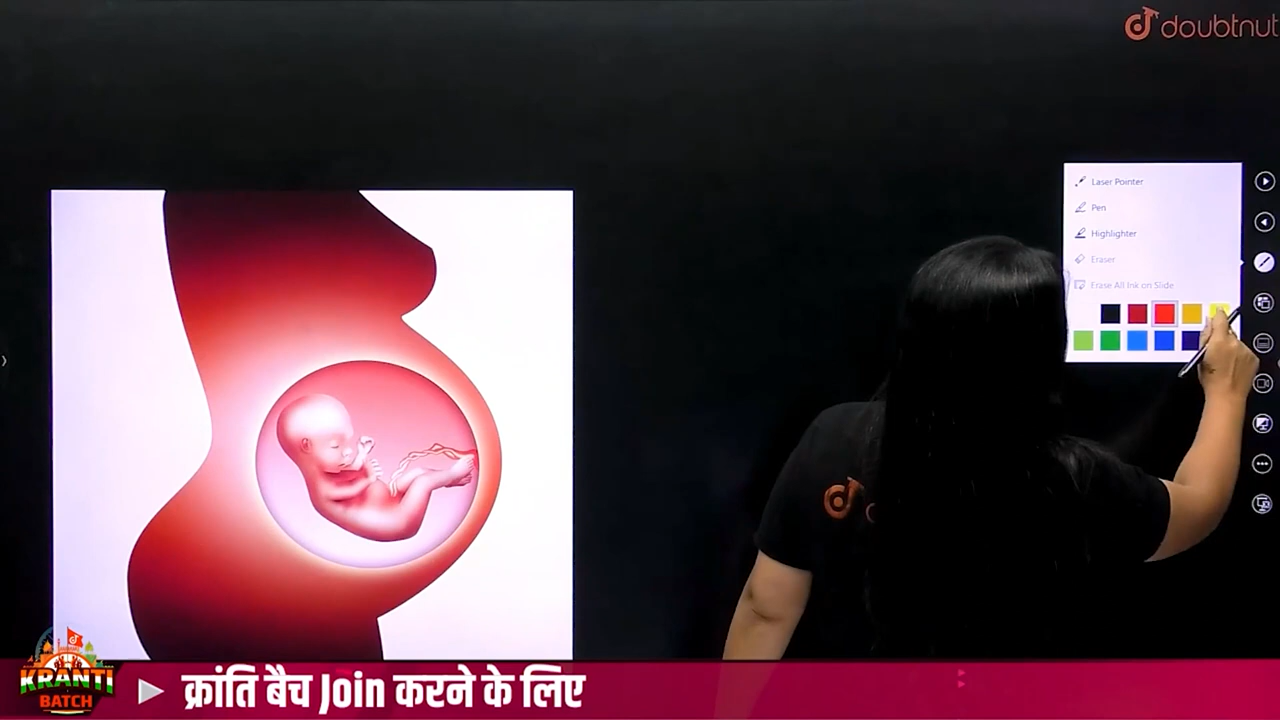 doubtnut
Laser Pointer
Pen
Highlighter
Eraser
Erase All Ink on Slide
KRANTI
BATCH
क्रांति बैच Join करने के लिए